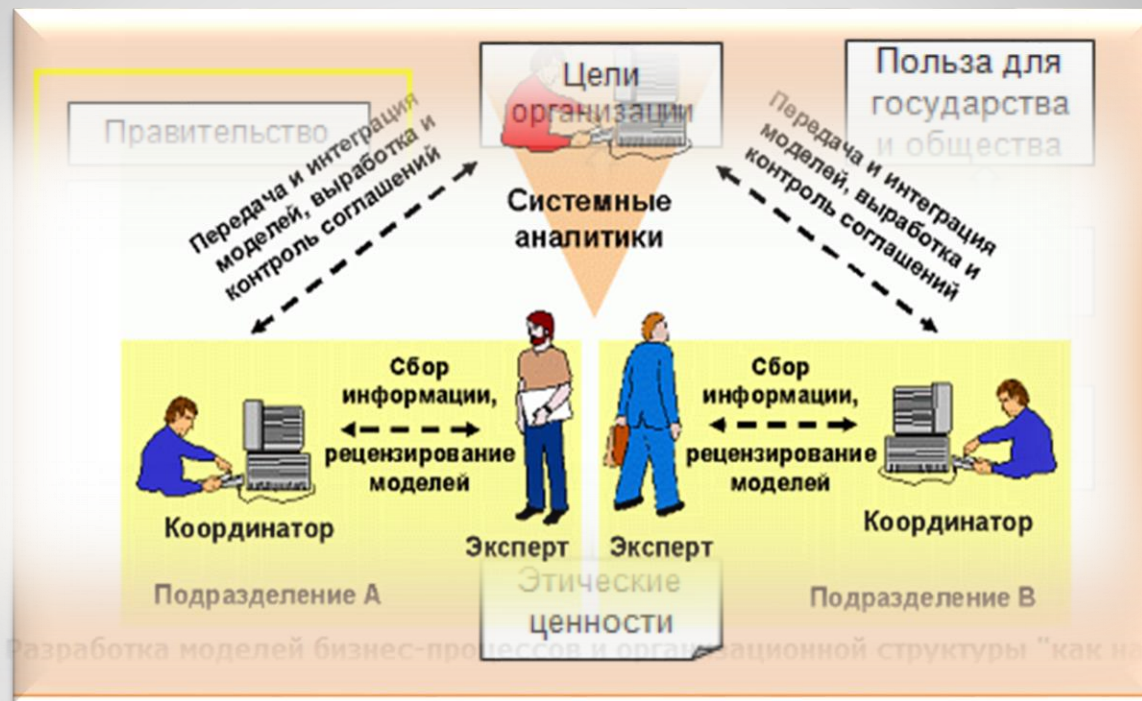 Правительство
Цели
организации
Польза для
государства
и общества
Передача и интеграция
моделей, выработка и
контроль соглашений
Системные
аналитики
Передача и интеграция
моделей, выработка и
контроль соглашений
Сбор
информации,
рецензирование
моделей
Координатор
Эксперт
Подразделение А
Сбор
информации,
рецензирование
моделей
Эксперт
Координатор
Подразделение В
Этические
ценности
Разработка моделей бизнес-процессов и организационной структуры "как